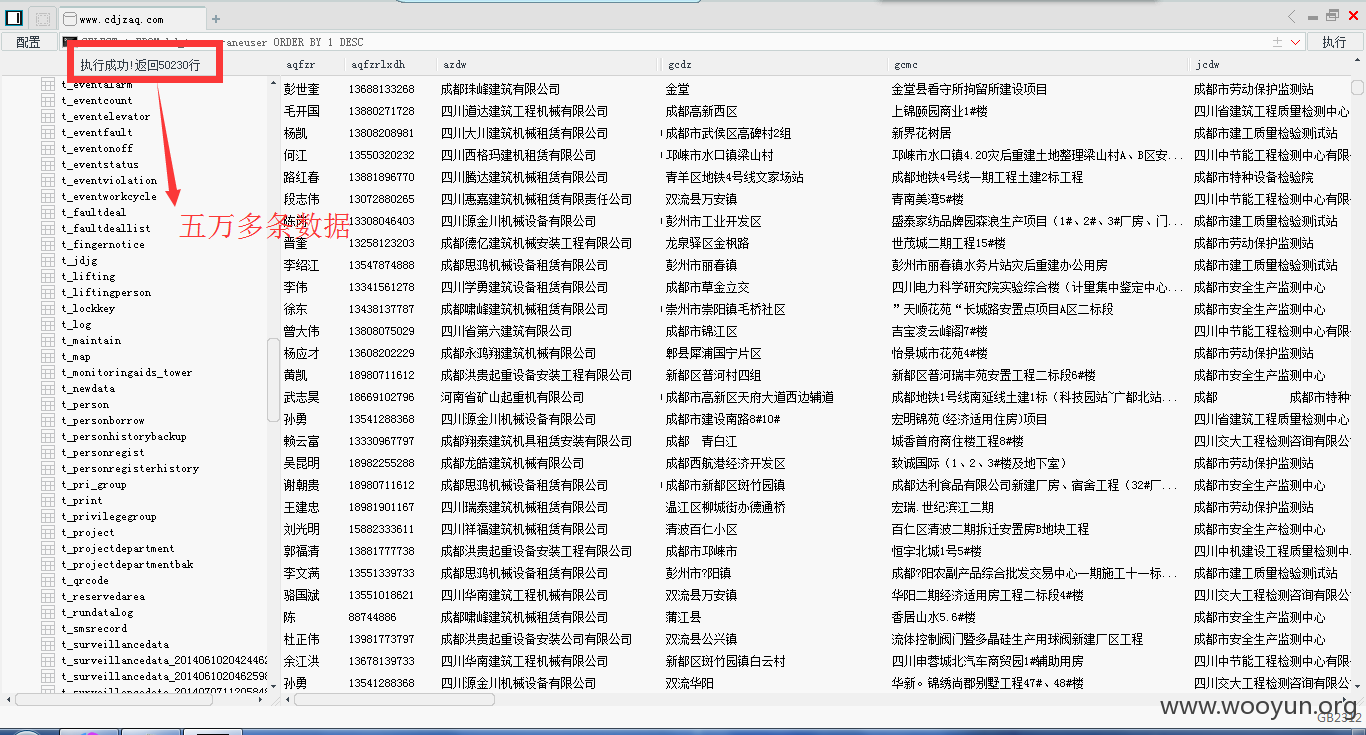 www.cdjzaq.com
配置
raneuser ORDER BY 1 DESC
执行
执行成功!返回50230行
aqfzr aqfzrlxdh azdw gcdz gcmc jcdw
t_eventalarm
t_eventcount
t_eventelevator
t_eventfault
t_eventonoff
t_eventstatus
t_eventviolation
t_eventworkcycle
t_faultdeal
t_faultdeallist
t_fingernotice
t_jdjg
t_lifting
t_liftingperson
t_lockkey
t_log
t_maintain
t_map
t_monitoringaids_tower
t_newdata
t_person
t_personborrow
t_personhistorybackup
t_personregist
t_personregisterhistory
t_pri_group
t_print
t_privilegegroup
t_project
t_projectdepartment
t_projectdepartmentbak
t_qrcode
t_reservedarea
t_rundatalog
t_smsrecord
t_surveillancedata
t_surveillancedata_2014061020424462
t_surveillancedata_201406102046259
五万多条数据
彭世奎 13688133268 成都珠峰建筑有限公司 金堂 金堂县看守所拘留所建设项目 成都市劳动保护监测站
毛开国 13880271728 四川道达建筑工程机械有限公司 成都高新西区 上锦颐园商业1#楼 四川省建筑工程质量检测中心
杨凯 13808208981 四川大川建筑机械租赁有限公司 成都市武侯区高碑村2组 新界花树居 成都市建工质量检验测试站
何江 13550320232 四川西格玛建机租赁有限公司 邛崃市水口镇梁山村 邛崃市水口镇4.20灾后重建土地整理梁山村A、B区安... 四川中节能工程检测中心有限
路红春 13881896770 四川腾达建筑机械租赁有限公司 青羊区地铁4号线文家场站 成都地铁4号线一期工程土建2标工程 成都市特种设备检验院
段志伟 13072880265 四川惠嘉建筑机械租赁有限责任公司 双流县万安镇 青南美湾5#楼 成都市劳动保护监测站
13308046403 四川源金川机械设备有限公司 彭州市工业开发区 盛泰家纺品牌园森浪生产项目（1#、2#、3#厂房、门... 成都市建工质量检验测试站
普奎 13258123203 成都德亿建筑机械安装工程有限公司 龙泉驿区金枫路 世茂城二期工程15#楼 成都市劳动保护监测站
李绍江 13547874888 成都思鸿机械设备租赁有限公司 彭州市丽春镇 彭州市丽春镇水务片站灾后重建办公用房 成都市建工质量检验测试站
李伟 13341561278 四川学勇建筑设备租赁有限公司 成都市草金立交 四川电力科学研究院实验综合楼（计量集中鉴定中心... 成都市安全生产监测中心
徐东 13438137787 成都啸峰建筑机械租赁有限公司 崇州市崇阳镇毛桥社区 ”天顺花苑“长城路安置点项目A区二标段 成都市安全生产监测中心
曾大伟 13808075029 四川省第六建筑有限公司 成都市锦江区 吉宝凌云峰阁7#楼 四川中节能工程检测中心有限
杨应才 13608202229 成都永鸿翔建筑机械有限公司 郫县犀浦国宁片区 怡景城市花苑4#楼 成都市劳动保护监测站
黄凯 18980711612 成都洪贵起重设备安装工程有限公司 新都区普河村四组 新都区普河瑞丰苑安置工程二标段6#楼 成都市劳动保护监测站
武志昊 18669102796 河南省矿山起重机有限公司 成都市高新区天府大道西边辅道 成都地铁1号线南延线土建1标（科技园站~广都北站... 成都 成都市特种
孙勇 13541288368 四川源金川机械设备有限公司 成都市建设南路8#10# 宏明锦苑(经济适用住房)项目 四川省建筑工程质量检测中心
赖云富 13330967797 成都翔泰建筑机具租赁安装有限公司 成都 青白江 城香首府商住楼工程8#楼 四川交大工程检测咨询有限公
吴昆明 18982255288 成都龙皓建筑机械有限公司 成都西航港经济开发区 致诚国际（1、2、3#楼及地下室） 成都市劳动保护监测站
谢朝贵 18980711612 成都思鸿机械设备租赁有限公司 成都市新都区斑竹园镇 成都达利食品有限公司新建厂房、宿舍工程（32#厂... 成都市安全生产监测中心
王建忠 18981901167 四川瑞泰建筑机械有限公司 温江区柳城街办德通桥 宏瑞.世纪滨江二期 成都市劳动保护监测站
刘光明 15882333611 四川祥福建筑机械有限公司 清波百仁小区 百仁区清波二期拆迁安置房B地块工程 成都市安全生产检测中心
郭福清 13881777738 成都洪贵起重设备安装工程有限公司 成都市邛崃市 恒宇北城1号5#楼 四川中机建设工程质量检测中
李文满 13551339733 成都思鸿机械设备租赁有限公司 彭州市?阳镇 成都?阳农副产品综合批发交易中心一期施工十一标... 成都市建工质量检验测试站
骆国斌 13551018621 四川华南建筑工程机械有限公司 双流县万安镇 华阳二期经济适用房工程二标段4#楼 四川交大工程检测咨询有限公
陈 88744886 成都啸峰建筑机械租赁有限公司 蒲江县 香居山水5.6#楼 成都市安全生产监测中心
杜正伟 13981773797 成都洪贵起重设备安装公司有限公司 双流县公兴镇 流体控制阀门暨多晶硅生产用球阀新建厂区工程 成都市安全生产监测中心
余江洪 13678139733 四川华南建筑工程机械有限公司 新都区斑竹园镇白云村 四川申蓉城北汽车商贸园1#辅助用房 四川中节能工程检测中心有限
孙勇 13541288368 四川源金川机械设备有限公司 双流华阳 华新。锦绣尚郡别墅工程47#、48#楼 四川交大工程检测咨询有限公
www.wooyun.org
GB2312